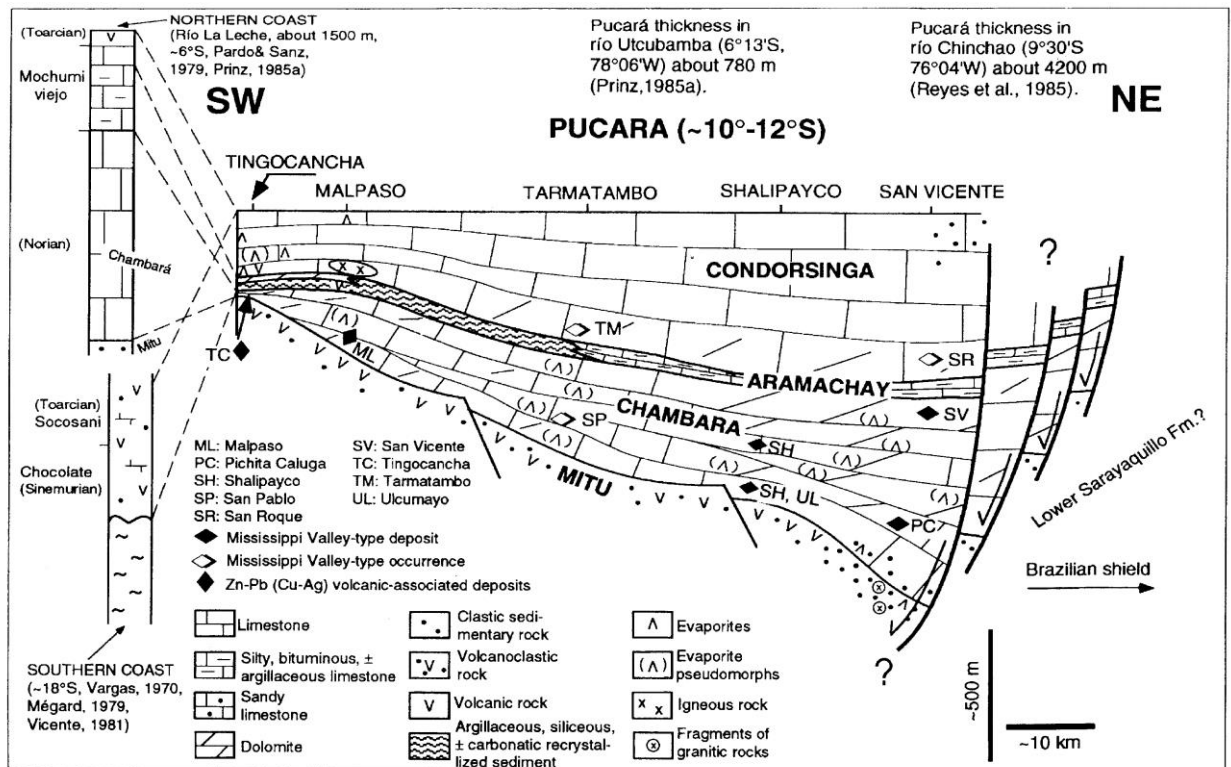 NORTHERN COAST
(Río La Leche, about 1500 m,
~6°S, Pardo& Sanz,
1979, Prinz, 1985a)
(Toarcian)
Mochumi
viejo
(Norian)
Chambará
Mitu
SW
Pucará thickness in
río Utcubamba (6°13'S,
78°06'W) about 780 m
(Prinz,1985a).
Pucará thickness in
río Chinchao (9°30'S
76°04'W) about 4200 m
(Reyes et al., 1985).
NE
PUCARA (~10°-12°S)
TINGOCANCHA
MALPASO
TARMATAMBO
SHALIPAYCO
SAN VICENTE
?
CONDORSINGA
TM
SR
TC
ML
ARAMACHAY
CHAMBARA
SV
SP
SH
MITU
SH, UL
PC
Lower Sarayaquillo Fm.?
Brazilian shield
?
~500 m
~10 km
(Toarcian)
Socosani
Chocolate
(Sinemurian)
SOUTHERN COAST
(~18°S, Vargas, 1970,
Mégard, 1979,
Vicente, 1981)
ML: Malpaso
PC: Pichita Caluga
SH: Shalipayco
SP: San Pablo
SR: San Roque
SV: San Vicente
TC: Tingocancha
TM: Tarmatambo
UL: Ulcumayo
Mississippi Valley-type deposit
Mississippi Valley-type occurrence
Zn-Pb (Cu-Ag) volcanic-associated deposits
Limestone
Silty, bituminous, ±
argillaceous limestone
Sandy
limestone
Dolomite
Clastic sedi-
mentary rock
Volcanoclastic
rock
Volcanic rock
Argillaceous, siliceous,
± carbonatic recrystal-
lized sediment
Evaporites
Evaporite
pseudomorphs
Igneous rock
Fragments of
granitic rocks